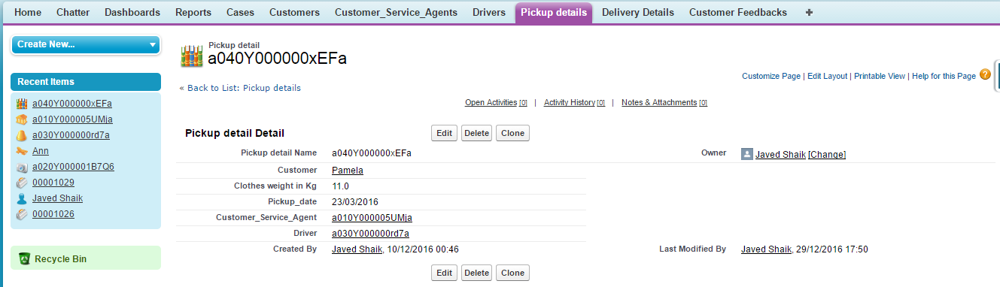 Home Chatter Dashboards Reports Cases Customers Customer_Service_Agents Drivers Pickup details Delivery Details Customer Feedbacks +
Create New...
Recent Items
a040Y000000xEFa
a010Y000005UMja
a030Y000000rd7a
Ann
a020Y000001B7Q6
00001029
Javed Shaik
00001026
Recycle Bin
Pickup detail
a040Y000000xEFa
Customize Page | Edit Layout | Printable View | Help for this Page ?
« Back to List: Pickup details
Open Activities [0] | Activity History [0] | Notes & Attachments [0]
Pickup detail Detail Edit Delete Clone
Pickup detail Name a040Y000000xEFa Owner Javed Shaik [Change]
Customer Pamela
Clothes weight in Kg 11.0
Pickup_date 23/03/2016
Customer_Service_Agent a010Y000005UMja
Driver a030Y000000rd7a
Created By Javed Shaik, 10/12/2016 00:46 Last Modified By Javed Shaik, 29/12/2016 17:50
Edit Delete Clone